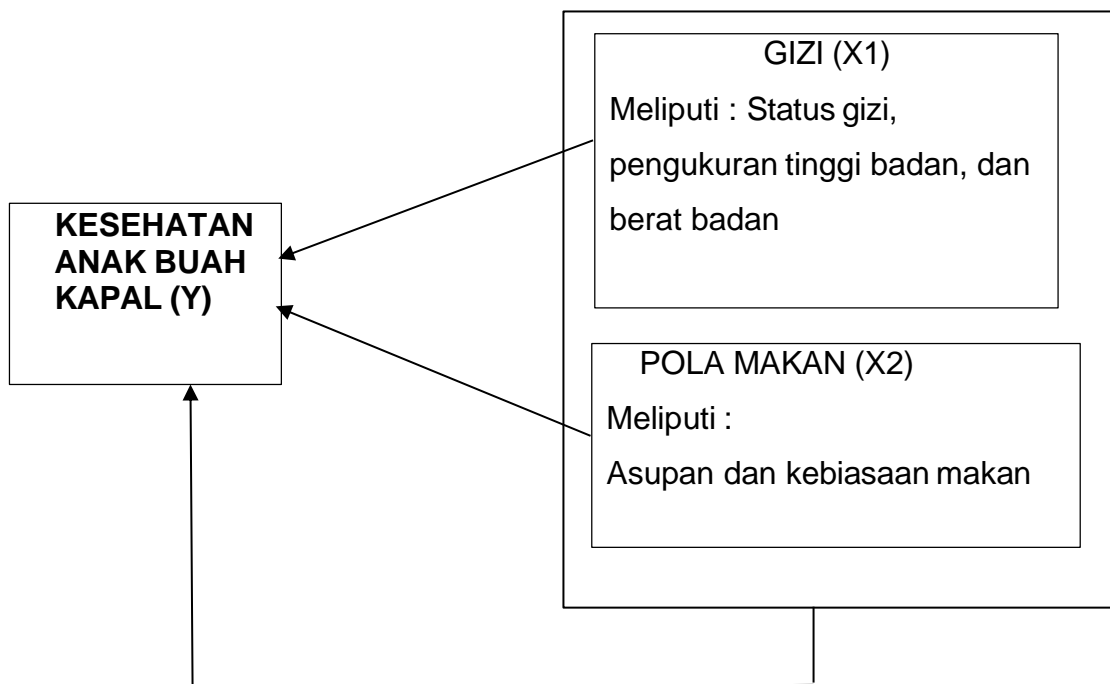 KESEHATAN
ANAK BUAH
KAPAL (Y)
GIZI (X1)
Meliputi : Status gizi,
pengukuran tinggi badan, dan
berat badan
POLA MAKAN (X2)
Meliputi :
Asupan dan kebiasaan makan